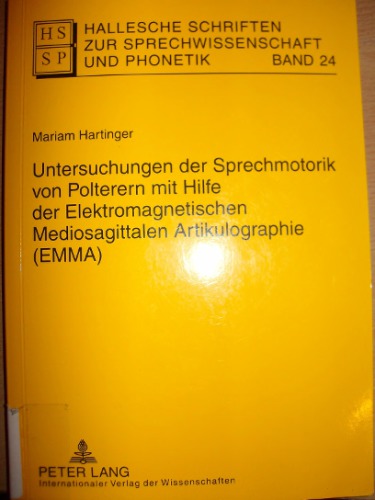 HS
SP
HALLESCHE SCHRIFTEN
ZUR SPRECHWISSENSCHAFT
UND PHONETIK BAND 24
Mariam Hartinger
Untersuchungen der Sprechmotorik
von Polterern mit Hilfe
der Elektromagnetischen
Mediosagittalen Artikulographie
(EMMA)
PETER LANG
Internationaler Verlag der Wissenschaften